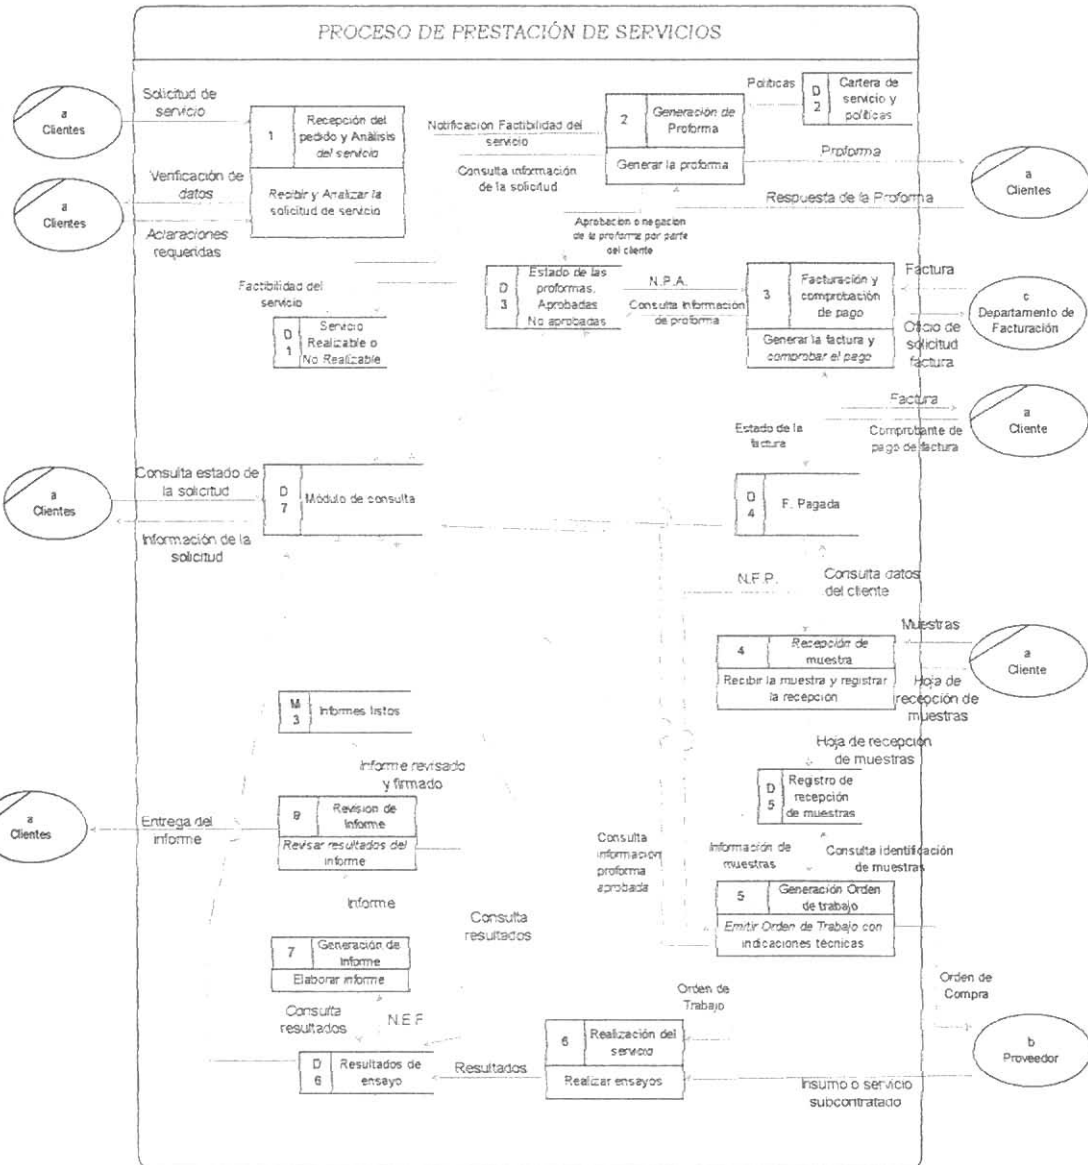 PROCESO DE PRESTACIÓN DE SERVICIOS
a
Clientes
Solicitud de
servicio
1
Recepción del
pedido y Análisis
del servicio
Recibir y Analizar la
solicitud de servicio
a
Clientes
Verificación de
datos
Aclaraciones
requeridas
Notificación Factibilidad del
servicio
Consulta información
de la solicitud
2
Generación de
Proforma
Generar la proforma
Políticas
D
2
Cartera de
servicio y
políticas
Proforma
a
Clientes
Respuesta de la Proforma
Aprobación o negación
de la proforma por parte
del cliente
Factibilidad del
servicio
D
1
Servicio
Realizable o
No Realizable
D
3
Estado de las
proformas.
Aprobadas
No aprobadas
N.P.A.
Consulta información
de proforma
3
Facturación y
comprobación
de pago
Generar la factura y
comprobar el pago
Factura
c
Departamento de
Facturación
Oficio de
solicitud
factura
Factura
Comprobante de
pago de factura
a
Cliente
Estado de la
factura
a
Clientes
Consulta estado de
la solicitud
Información de la
solicitud
D
7
Módulo de consulta
D
4
F. Pagada
N.F.P.
Consulta datos
del cliente
4
Recepción de
muestra
Recibir la muestra y registrar
la recepción
Muestras
a
Cliente
Hoja de
recepción de
muestras
M
3
Informes listos
Hoja de recepción
de muestras
Informe revisado
y firmado
D
5
Registro de
recepción
de muestras
a
Clientes
Entrega del
informe
8
Revisión de
Informe
Revisar resultados del
informe
Consulta
información
proforma
aprobada
Información de
muestras
Consulta identificación
de muestras
5
Generación Orden
de trabajo
Emitir Orden de Trabajo con
indicaciones técnicas
Informe
Consulta
resultados
7
Generación de
Informe
Elaborar informe
Orden de
Trabajo
Orden de
Compra
Consulta
resultados
N.E.F
6
Realización del
servicio
Realizar ensayos
b
Proveedor
D
6
Resultados de
ensayo
Resultados
Insumo o servicio
subcontratado